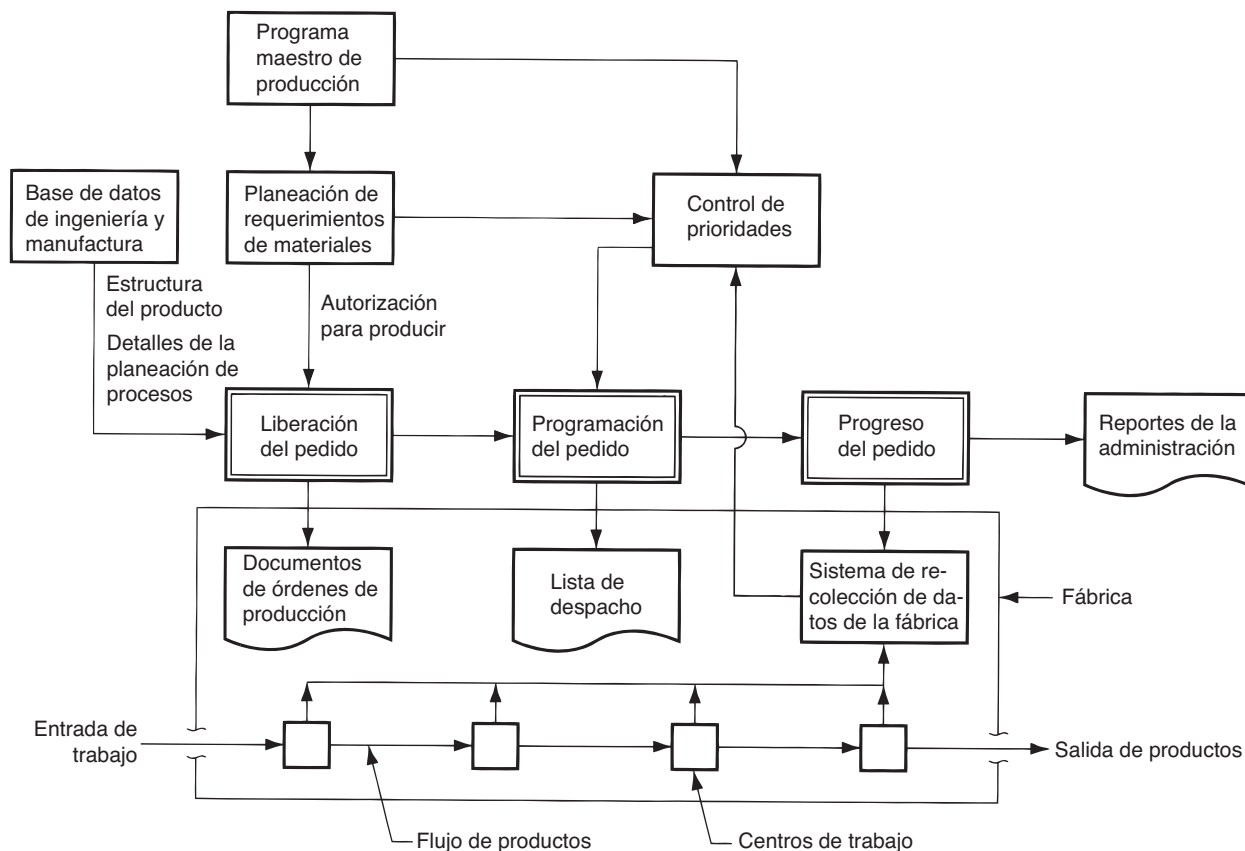 Programa
maestro de
producción
Base de datos
de ingeniería y
manufactura
Planeación de
requerimientos
de materiales
Control de
prioridades
Estructura
del producto
Detalles de la
planeación de
procesos
Autorización
para producir
Liberación
del pedido
Programación
del pedido
Progreso
del pedido
Reportes de la
administración
Documentos
de órdenes de
producción
Lista de
despacho
Sistema de re-
colección de da-
tos de la fábrica
Fábrica
Entrada de
trabajo
Salida de productos
Flujo de productos
Centros de trabajo